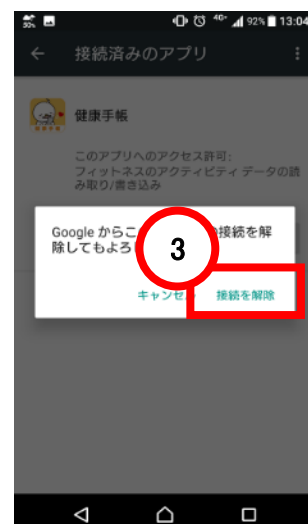 50%
4G+
92%
13:04
接続済みのアプリ
健康手帳
このアプリへのアクセス許可:
フィットネスのアクティビティ データの読
み取り/書き込み
Google からこ の接続を解
除してもよろ
3
キャンセ
接続を解除